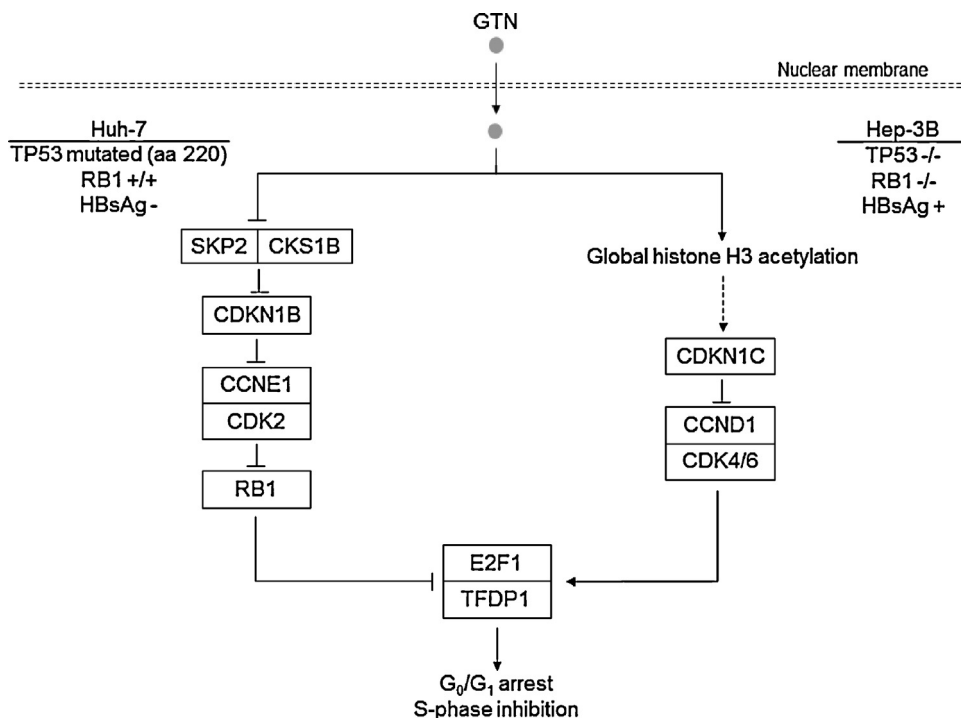 GTN
Nuclear membrane
Huh-7
TP53 mutated (aa 220)
RB1 +/+
HBsAg -
Hep-3B
TP53 -/-
RB1 -/-
HBsAg +
SKP2 CKS1B
Global histone H3 acetylation
CDKN1B
CDKN1C
CCNE1
CDK2
CCND1
CDK4/6
RB1
E2F1
TFDP1
G₀/G₁ arrest
S-phase inhibition